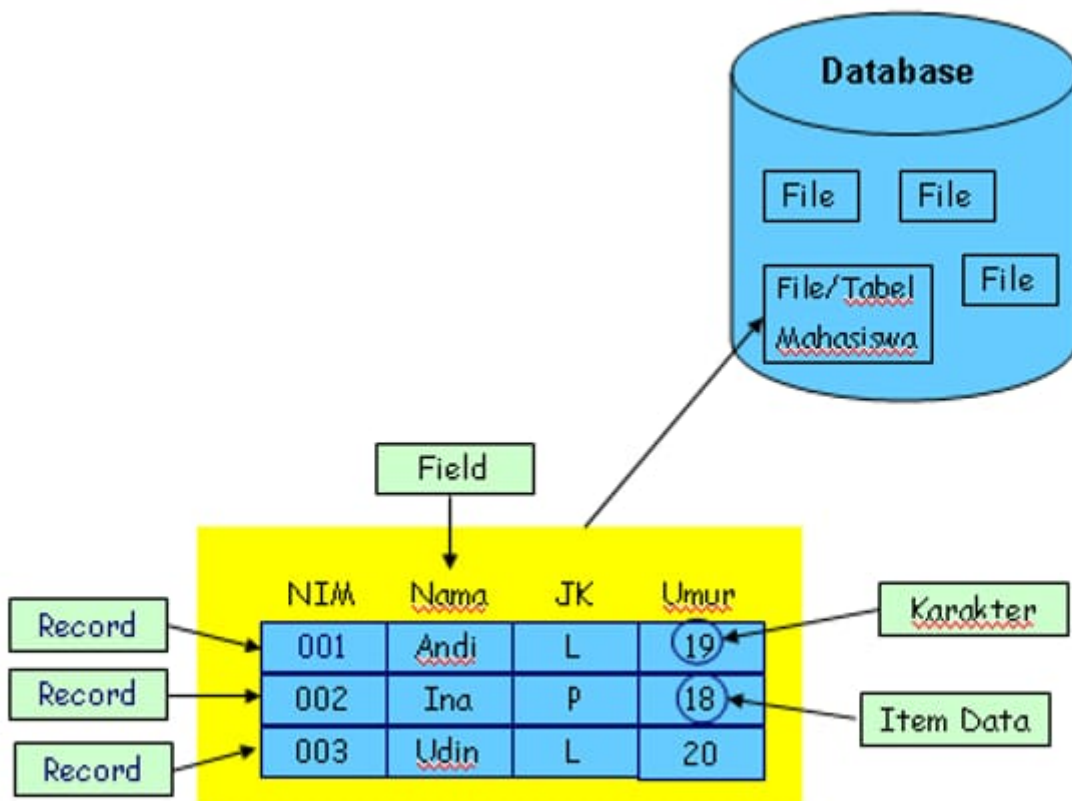 Database
File
File
File/Tabel
Mahasiswa
File
Field
NIM Nama JK Umur
Record
001 Andi L 19
Karakter
Record
002 Ina P 18
Item Data
Record
003 Udin L 20